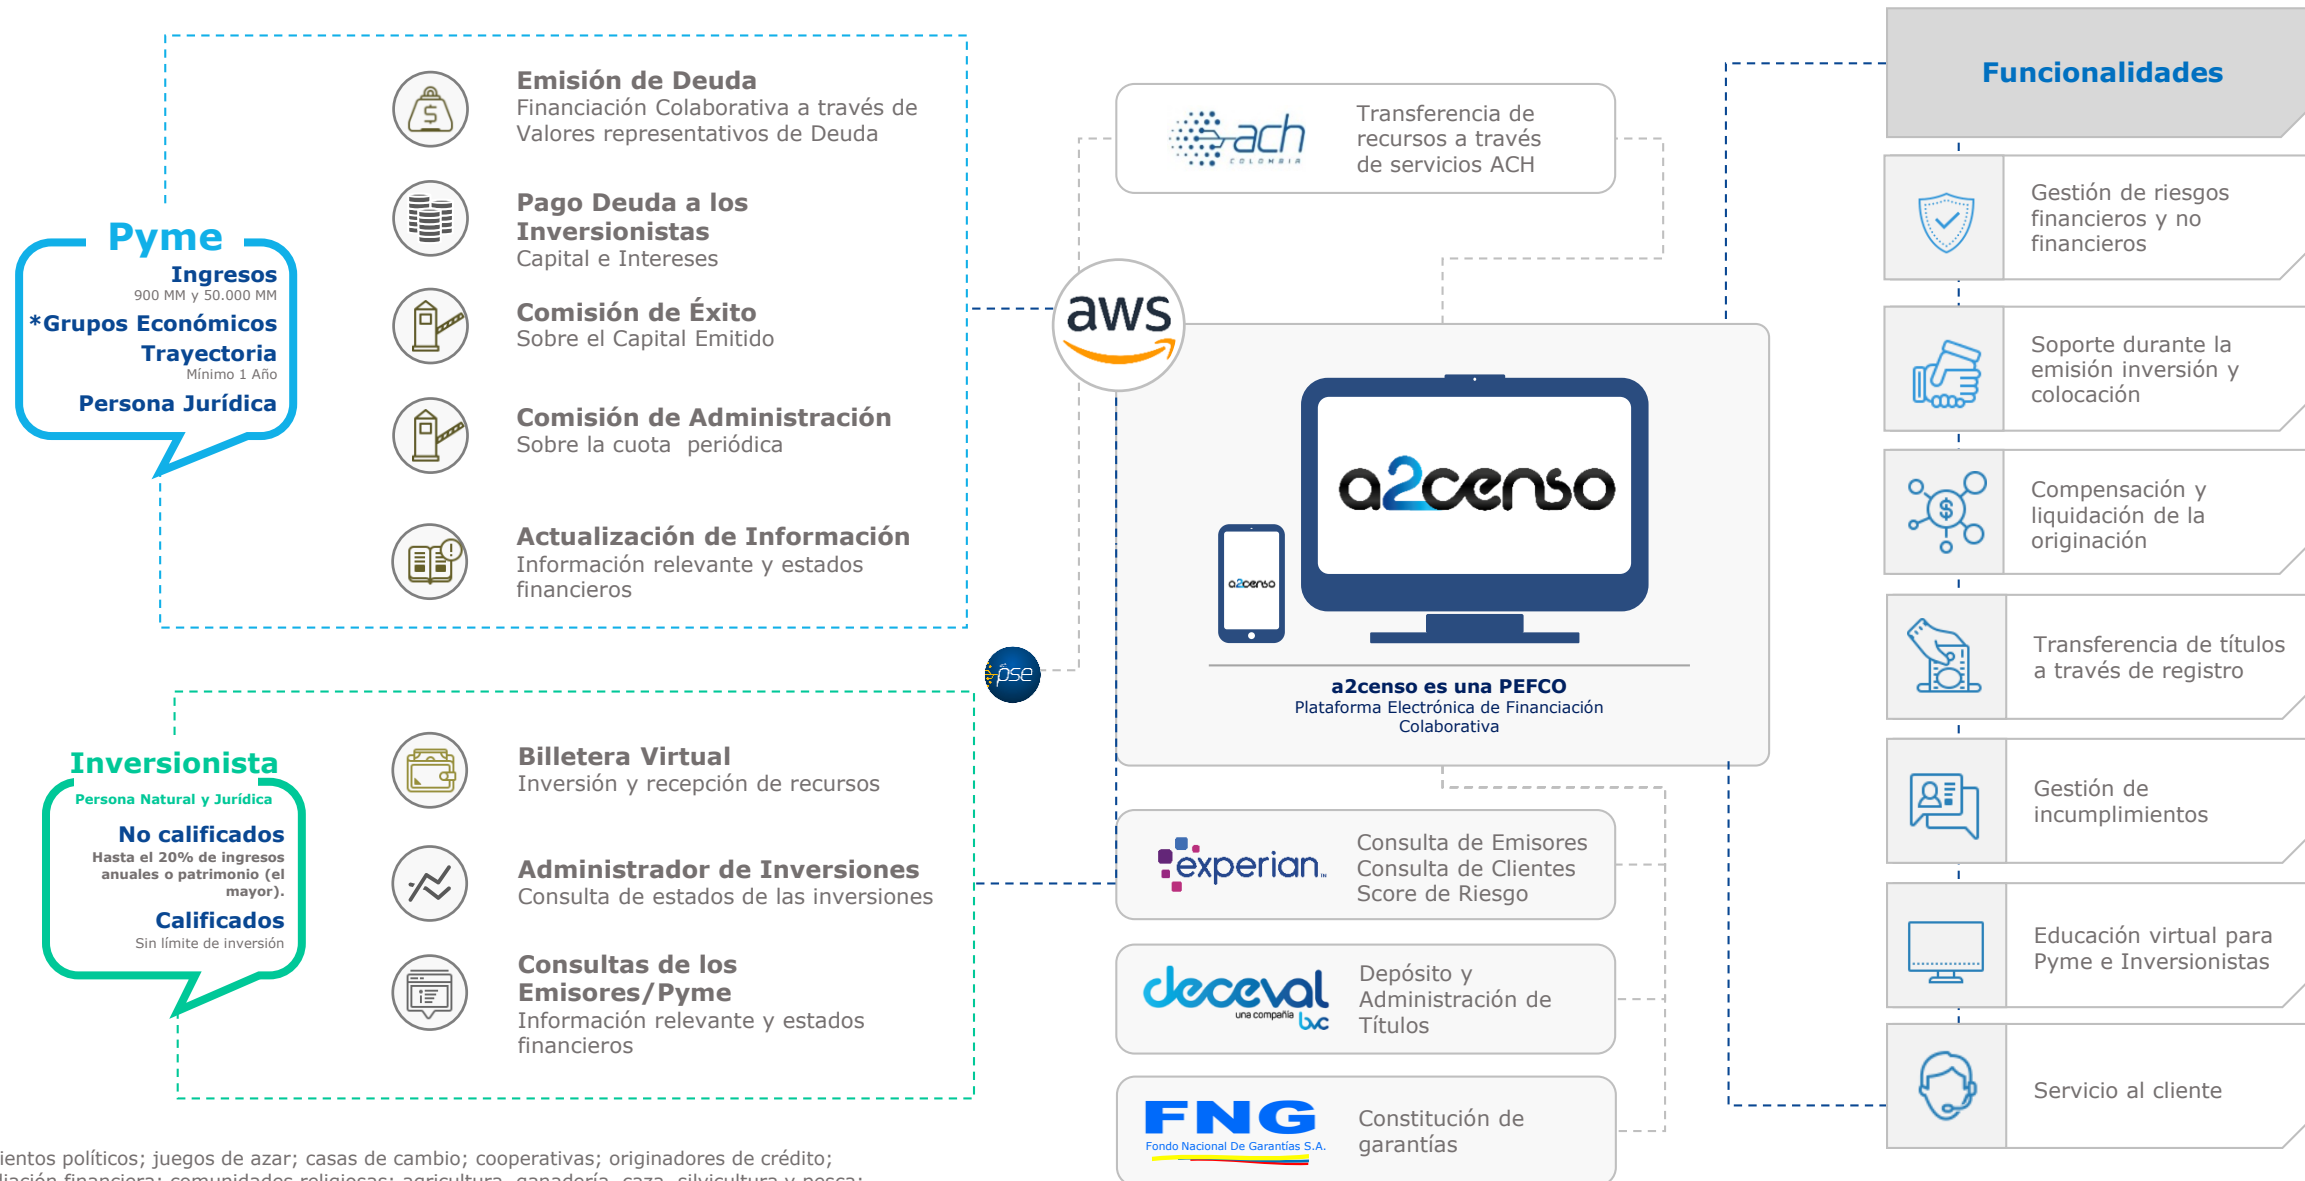 Pyme
Ingresos
900 MM y 50.000 MM
*Grupos Económicos
Trayectoria
Mínimo 1 Año
Persona Jurídica
Emisión de Deuda
Financiación Colaborativa a través de
Valores representativos de Deuda
Pago Deuda a los
Inversionistas
Capital e Intereses
Comisión de Éxito
Sobre el Capital Emitido
Comisión de Administración
Sobre la cuota periódica
Actualización de Información
Información relevante y estados
financieros
Inversionista
Persona Natural y Jurídica
No calificados
Hasta el 20% de ingresos
anuales o patrimonio (el
mayor).
Calificados
Sin límite de inversión
Billetera Virtual
Inversión y recepción de recursos
Administrador de Inversiones
Consulta de estados de las inversiones
Consultas de los
Emisores/Pyme
Información relevante y estados
financieros
pse
aws
ach
COLOMBIA
Transferencia de
recursos a través
de servicios ACH
a2censo
a2censo
a2censo es una PEFCO
Plataforma Electrónica de Financiación
Colaborativa
experian
Consulta de Emisores
Consulta de Clientes
Score de Riesgo
deceval
una compañía bvc
Depósito y
Administración de
Títulos
FNG
Fondo Nacional De Garantías S.A.
Constitución de
garantías
Funcionalidades
Gestión de riesgos
financieros y no
financieros
Soporte durante la
emisión inversión y
colocación
Compensación y
liquidación de la
originación
Transferencia de títulos
a través de registro
Gestión de
incumplimientos
Educación virtual para
Pyme e Inversionistas
Servicio al cliente
ientos políticos; juegos de azar; casas de cambio; cooperativas; originadores de crédito;
liación financiera; comunidades religiosas; agricultura, ganadería, caza, silvicultura y pesca;